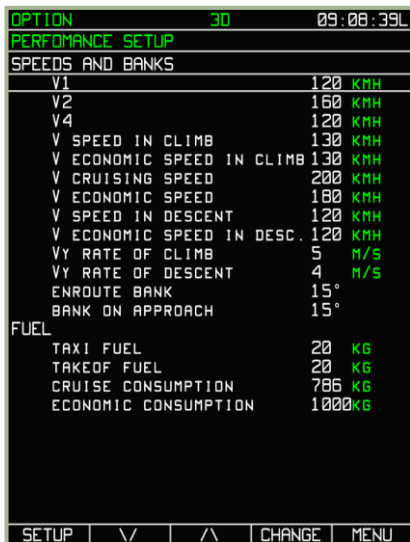 OPTION 3D 09:08:39L
PERFOMANCE SETUP
SPEEDS AND BANKS
V1 120 KMH
V2 160 KMH
V4 120 KMH
V SPEED IN CLIMB 130 KMH
V ECONOMIC SPEED IN CLIMB 130 KMH
V CRUISING SPEED 200 KMH
V ECONOMIC SPEED 180 KMH
V SPEED IN DESCENT 120 KMH
V ECONOMIC SPEED IN DESC. 120 KMH
VY RATE OF CLIMB 5 M/S
VY RATE OF DESCENT 4 M/S
ENROUTE BANK 15°
BANK ON APPROACH 15°
FUEL
TAXI FUEL 20 KG
TAKEOF FUEL 20 KG
CRUISE CONSUMPTION 786 KG
ECONOMIC CONSUMPTION 1000KG
SETUP \/ /\ CHANGE MENU